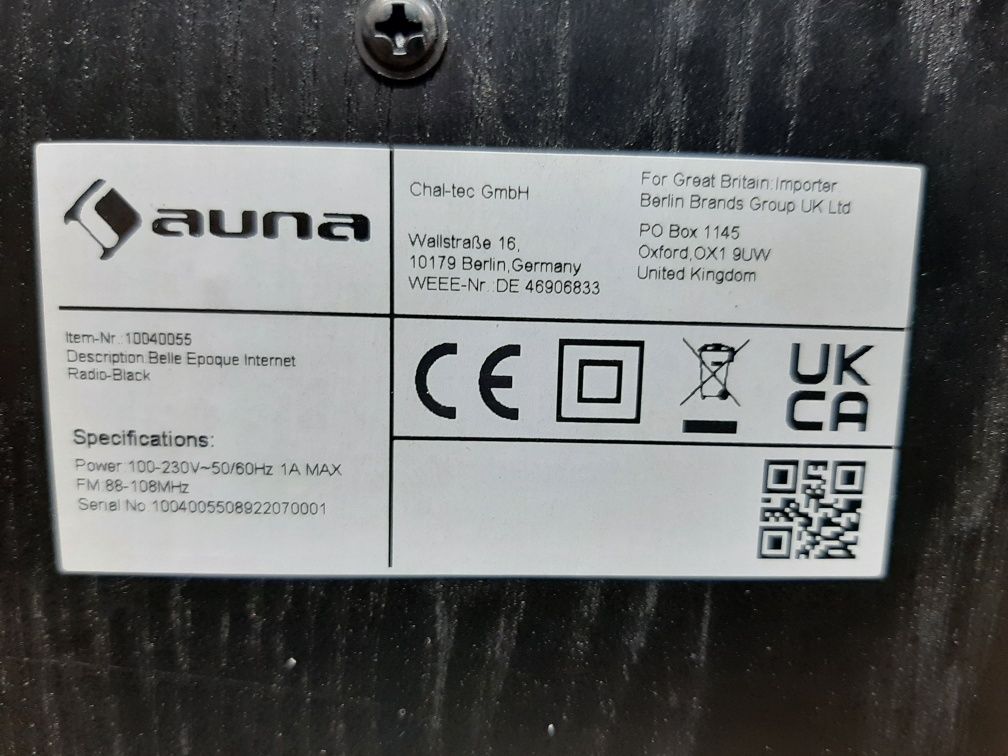 auna
Chal-tec GmbH
Wallstraße 16,
10179 Berlin,Germany
WEEE-Nr.:DE 46906833
For Great Britain:Importer
Berlin Brands Group UK Ltd
PO Box 1145
Oxford,OX1 9UW
United Kingdom
Item-Nr.:10040055
Description:Belle Epoque Internet
Radio-Black
Specifications:
Power:100-230V~50/60Hz 1A MAX
FM:88-108MHz
Serial No.:1004005508922070001
CE
UK
CA